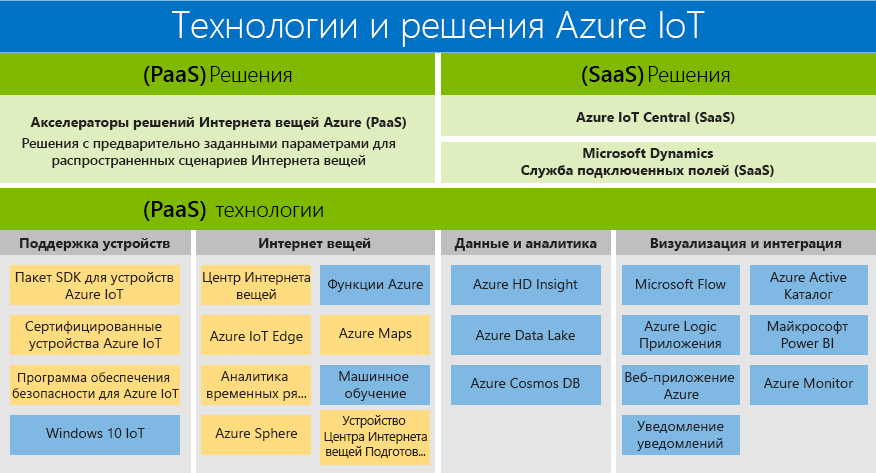 Технологии и решения Azure IoT
(PaaS) Решения
(SaaS) Решения
Акселераторы решений Интернета вещей Azure (PaaS)
Решения с предварительно заданными параметрами для
распространенных сценариев Интернета вещей
Azure IoT Central (SaaS)
Microsoft Dynamics
Служба подключенных полей (SaaS)
(PaaS) технологии
Поддержка устройств
Пакет SDK для устройств
Azure IoT
Сертифицированные
устройства Azure IoT
Программа обеспечения
безопасности для Azure IoT
Windows 10 IoT
Интернет вещей
Центр Интернета
вещей
Функции Azure
Azure IoT Edge
Azure Maps
Аналитика
временных ря...
Машинное
обучение
Azure Sphere
Устройство
Центра Интернета
вещей Подготов...
Данные и аналитика
Azure HD Insight
Azure Data Lake
Azure Cosmos DB
Визуализация и интеграция
Microsoft Flow
Azure Active
Каталог
Azure Logic
Приложения
Майкрософт
Power BI
Веб-приложение
Azure
Azure Monitor
Уведомление
уведомлений